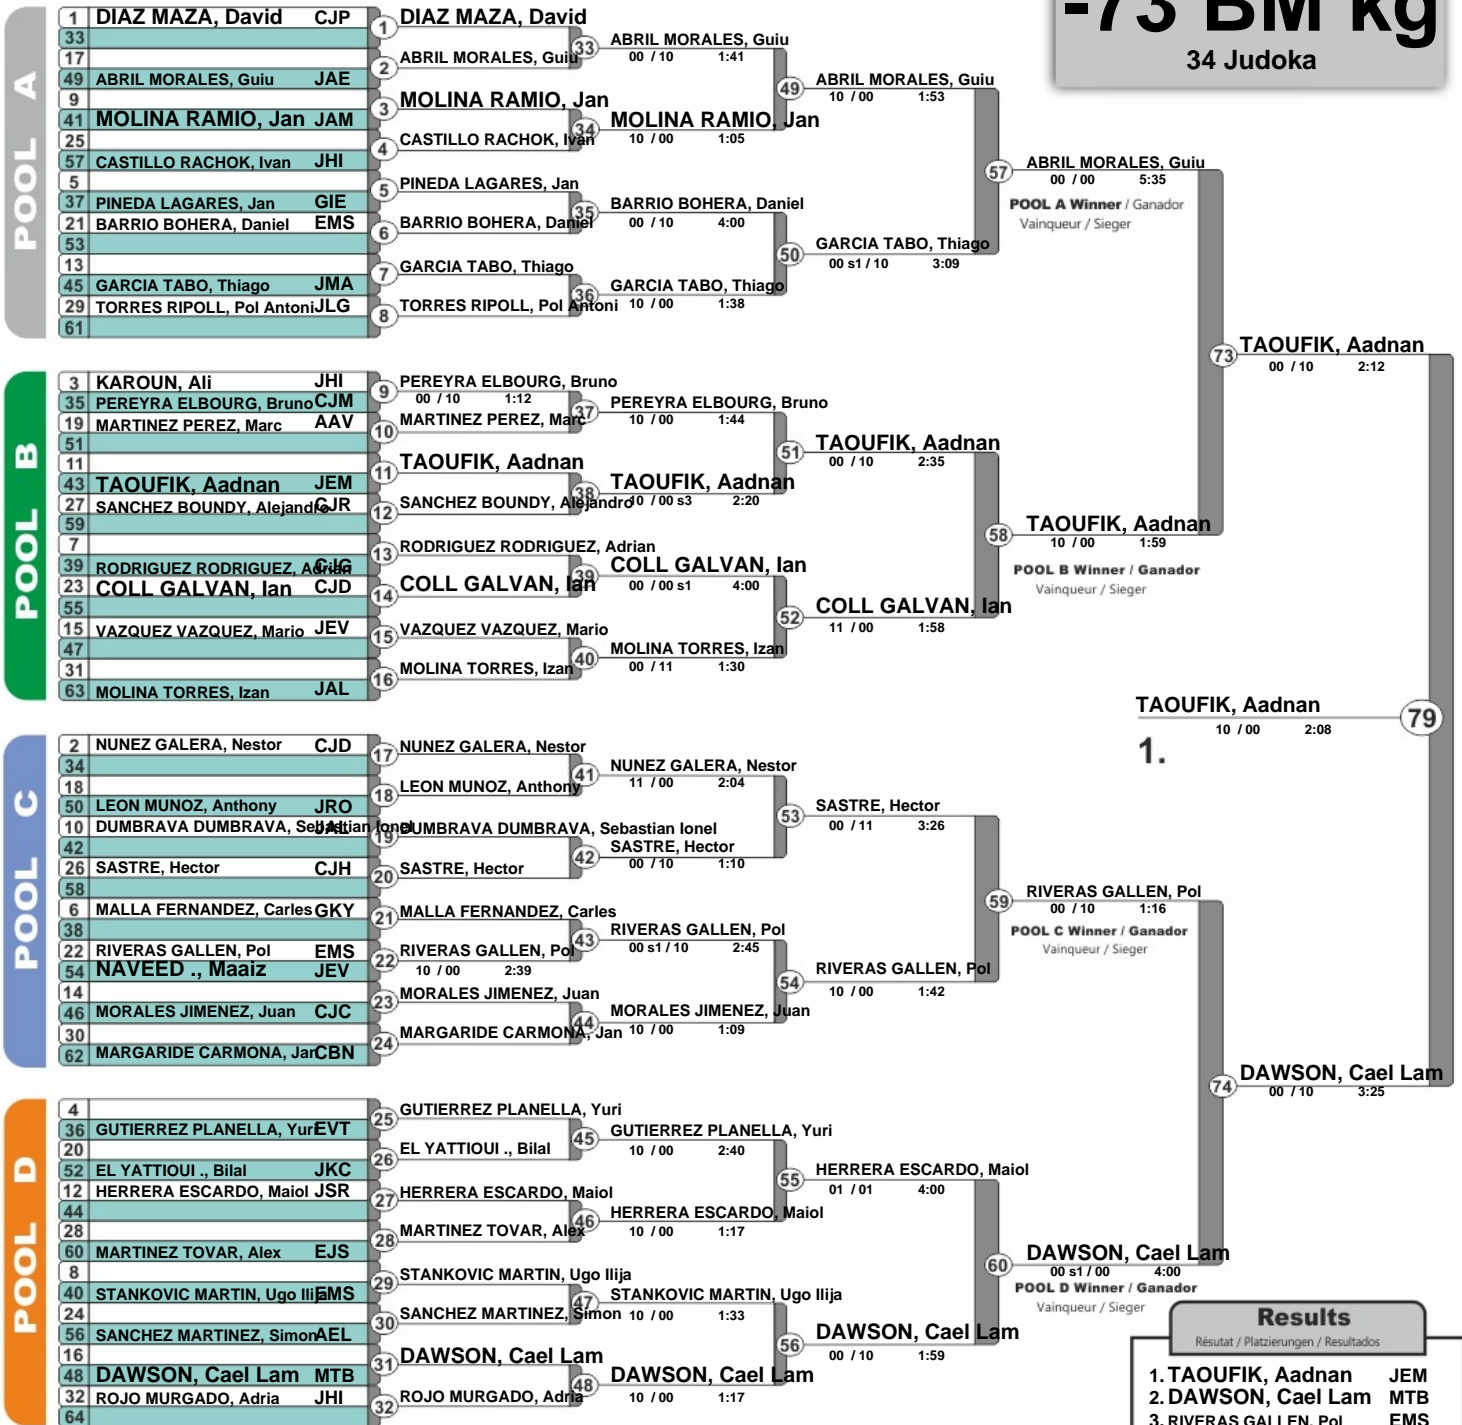 -73 BM kg
34 Judoka
POOL A
1 DIAZ MAZA, David CJP
33
17
49 ABRIL MORALES, Guiu JAE
9
41 MOLINA RAMIO, Jan JAM
25
57 CASTILLO RACHOK, Ivan JHI
5
37 PINEDA LAGARES, Jan GIE
21 BARRIO BOHERA, Daniel EMS
53
13
45 GARCIA TABO, Thiago JMA
29 TORRES RIPOLL, Pol Antoni JLG
61
1 DIAZ MAZA, David
2 ABRIL MORALES, Guiu
3 MOLINA RAMIO, Jan
4 CASTILLO RACHOK, Ivan
5 PINEDA LAGARES, Jan
6 BARRIO BOHERA, Daniel
7 GARCIA TABO, Thiago
8 TORRES RIPOLL, Pol Antoni
33 ABRIL MORALES, Guiu
00 / 10 1:41
34 MOLINA RAMIO, Jan
10 / 00 1:05
35 BARRIO BOHERA, Daniel
00 / 10 4:00
36 GARCIA TABO, Thiago
10 / 00 1:38
49 ABRIL MORALES, Guiu
10 / 00 1:53
50 GARCIA TABO, Thiago
00 s1 / 10 3:09
57 ABRIL MORALES, Guiu
00 / 00 5:35
POOL A Winner / Ganador
Vainqueur / Sieger
POOL B
3 KAROUN, Ali JHI
35 PEREYRA ELBOURG, Bruno CJM
19 MARTINEZ PEREZ, Marc AAV
51
11
43 TAOUFIK, Aadnan JEM
27 SANCHEZ BOUNDY, Alejandro CJR
59
7
39 RODRIGUEZ RODRIGUEZ, Adrian CJG
23 COLL GALVAN, Ian CJD
55
15 VAZQUEZ VAZQUEZ, Mario JEV
47
31
63 MOLINA TORRES, Izan JAL
9 PEREYRA ELBOURG, Bruno
00 / 10 1:12
10 MARTINEZ PEREZ, Marc
11 TAOUFIK, Aadnan
12 SANCHEZ BOUNDY, Alejandro
13 RODRIGUEZ RODRIGUEZ, Adrian
14 COLL GALVAN, Ian
15 VAZQUEZ VAZQUEZ, Mario
16 MOLINA TORRES, Izan
37 PEREYRA ELBOURG, Bruno
10 / 00 1:44
38 TAOUFIK, Aadnan
10 / 00 s3 2:20
39 COLL GALVAN, Ian
00 / 00 s1 4:00
40 MOLINA TORRES, Izan
00 / 11 1:30
51 TAOUFIK, Aadnan
00 / 10 2:35
52 COLL GALVAN, Ian
11 / 00 1:58
58 TAOUFIK, Aadnan
10 / 00 1:59
POOL B Winner / Ganador
Vainqueur / Sieger
73 TAOUFIK, Aadnan
00 / 10 2:12
TAOUFIK, Aadnan 79
10 / 00 2:08
1.
POOL C
2 NUNEZ GALERA, Nestor CJD
34
18
50 LEON MUNOZ, Anthony JRO
10 DUMBRAVA DUMBRAVA, Sebastian Ionel JAL
42
26 SASTRE, Hector CJH
58
6 MALLA FERNANDEZ, Carles GKY
38
22 RIVERAS GALLEN, Pol EMS
54 NAVEED ., Maaiz JEV
14
46 MORALES JIMENEZ, Juan CJC
30
62 MARGARIDE CARMONA, Jan CBN
17 NUNEZ GALERA, Nestor
18 LEON MUNOZ, Anthony
19 DUMBRAVA DUMBRAVA, Sebastian Ionel
20 SASTRE, Hector
21 MALLA FERNANDEZ, Carles
22 RIVERAS GALLEN, Pol
10 / 00 2:39
23 MORALES JIMENEZ, Juan
24 MARGARIDE CARMONA, Jan
41 NUNEZ GALERA, Nestor
11 / 00 2:04
42 SASTRE, Hector
00 / 10 1:10
43 RIVERAS GALLEN, Pol
00 s1 / 10 2:45
44 MORALES JIMENEZ, Juan
10 / 00 1:09
53 SASTRE, Hector
00 / 11 3:26
54 RIVERAS GALLEN, Pol
10 / 00 1:42
59 RIVERAS GALLEN, Pol
00 / 10 1:16
POOL C Winner / Ganador
Vainqueur / Sieger
74 DAWSON, Cael Lam
00 / 10 3:25
POOL D
4
36 GUTIERREZ PLANELLA, Yuri EVT
20
52 EL YATTIOUI ., Bilal JKC
12 HERRERA ESCARDO, Maiol JSR
44
28
60 MARTINEZ TOVAR, Alex EJS
8
40 STANKOVIC MARTIN, Ugo Ilija EMS
24
56 SANCHEZ MARTINEZ, Simon AEL
16
48 DAWSON, Cael Lam MTB
32 ROJO MURGADO, Adria JHI
64
25 GUTIERREZ PLANELLA, Yuri
26 EL YATTIOUI ., Bilal
27 HERRERA ESCARDO, Maiol
28 MARTINEZ TOVAR, Alex
29 STANKOVIC MARTIN, Ugo Ilija
30 SANCHEZ MARTINEZ, Simon
31 DAWSON, Cael Lam
32 ROJO MURGADO, Adria
45 GUTIERREZ PLANELLA, Yuri
10 / 00 2:40
46 HERRERA ESCARDO, Maiol
10 / 00 1:17
47 STANKOVIC MARTIN, Ugo Ilija
10 / 00 1:33
48 DAWSON, Cael Lam
10 / 00 1:17
55 HERRERA ESCARDO, Maiol
01 / 01 4:00
56 DAWSON, Cael Lam
00 / 10 1:59
60 DAWSON, Cael Lam
00 s1 / 00 4:00
POOL D Winner / Ganador
Vainqueur / Sieger
Results
Résutat / Platzierungen / Resultados
1. TAOUFIK, Aadnan JEM
2. DAWSON, Cael Lam MTB
3. RIVERAS GALLEN, Pol EMS